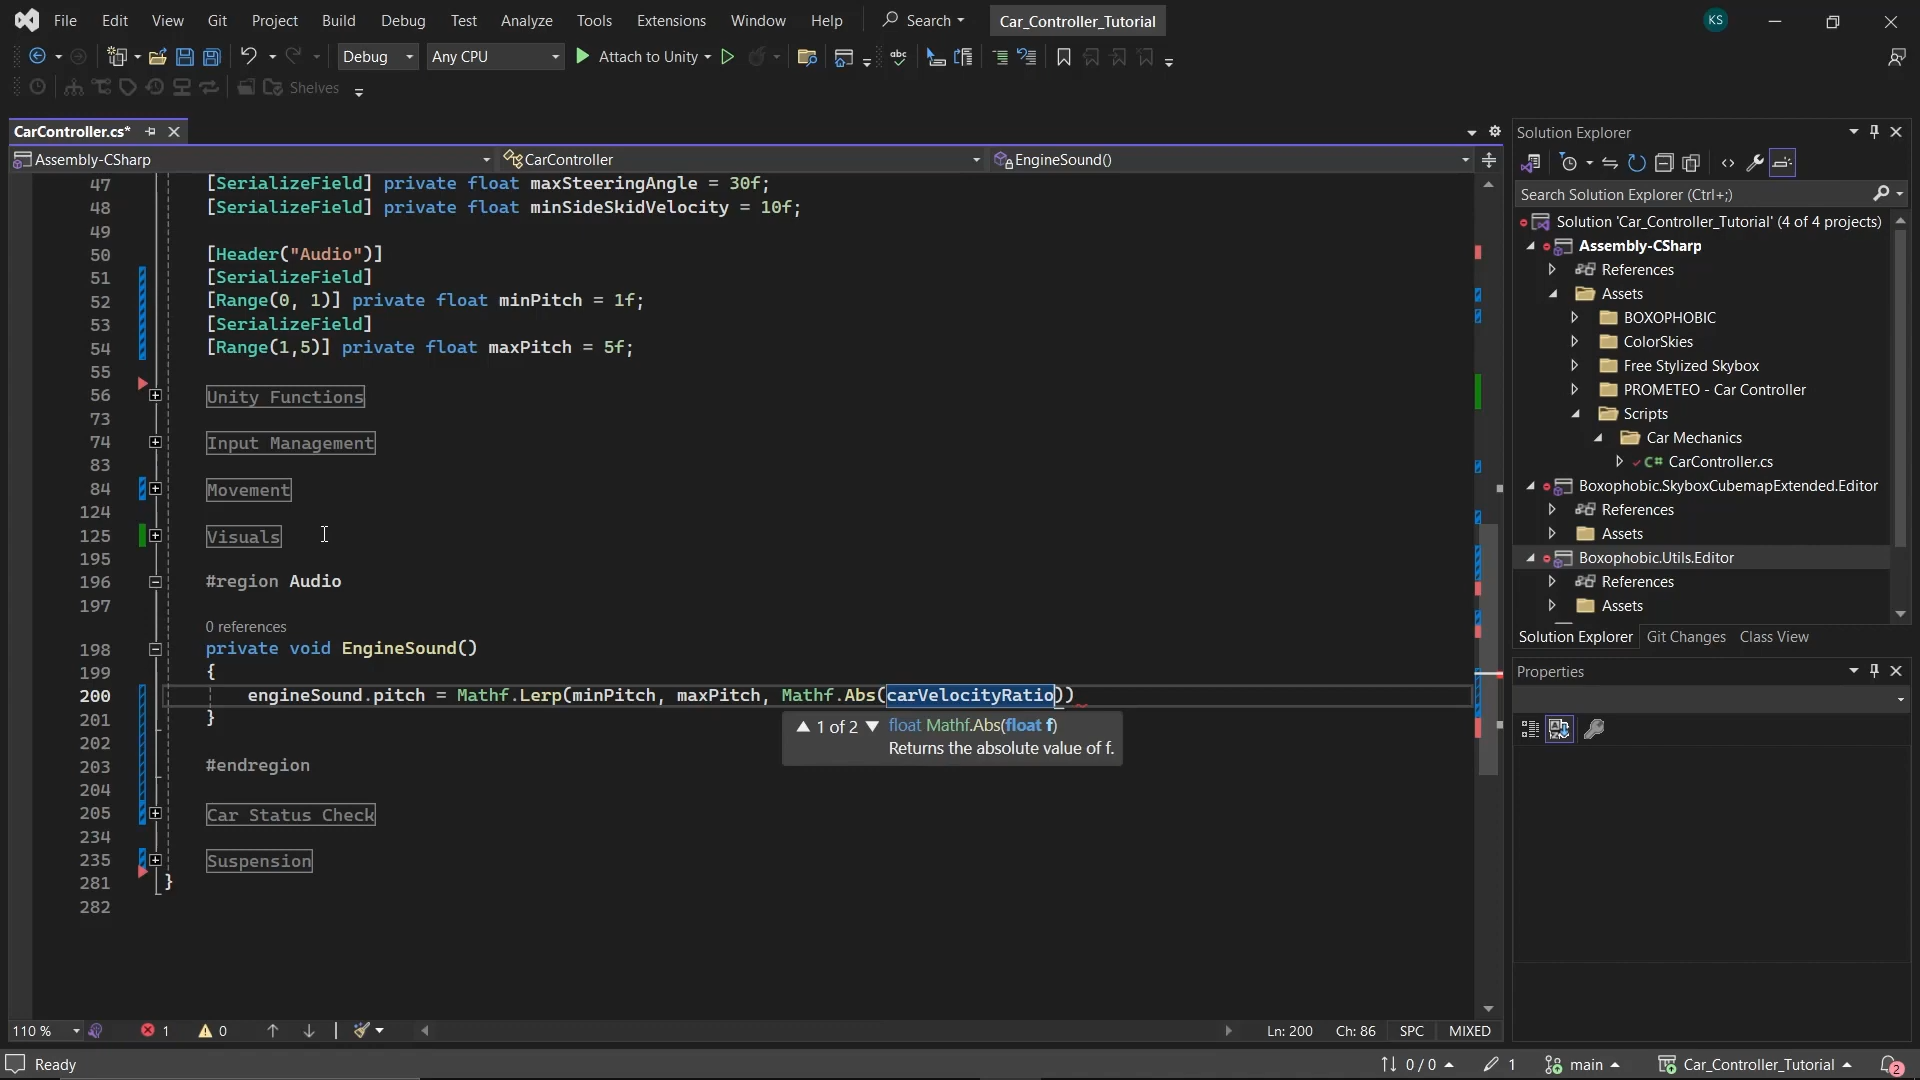 File Edit View Git Project Build Debug Test Analyze Tools Extensions Window Help Search Car_Controller_Tutorial KS
Debug Any CPU Attach to Unity
Shelves
CarController.cs*
Assembly-CSharp CarController EngineSound()
47 [SerializeField] private float maxSteeringAngle = 30f;
48 [SerializeField] private float minSideSkidVelocity = 10f;
49
50 [Header("Audio")]
51 [SerializeField]
52 [Range(0, 1)] private float minPitch = 1f;
53 [SerializeField]
54 [Range(1,5)] private float maxPitch = 5f;
55
56 Unity Functions
73
74 Input Management
83
84 Movement
124
125 Visuals
195
196 #region Audio
197
0 references
198 private void EngineSound()
199 {
200 engineSound.pitch = Mathf.Lerp(minPitch, maxPitch, Mathf.Abs(carVelocityRatio))
201 }
1 of 2 float Mathf.Abs(float f)
Returns the absolute value of f.
202
203 #endregion
204
205 Car Status Check
234
235 Suspension
281 }
282
110 % 1 0 Ln: 200 Ch: 86 SPC MIXED
Solution Explorer
Search Solution Explorer (Ctrl+;)
Solution 'Car_Controller_Tutorial' (4 of 4 projects)
Assembly-CSharp
References
Assets
BOXOPHOBIC
ColorSkies
Free Stylized Skybox
PROMETEO - Car Controller
Scripts
Car Mechanics
C# CarController.cs
Boxophobic.SkyboxCubemapExtended.Editor
References
Assets
Boxophobic.Utils.Editor
References
Assets
Solution Explorer Git Changes Class View
Properties
Ready 0 / 0 1 main Car_Controller_Tutorial 2